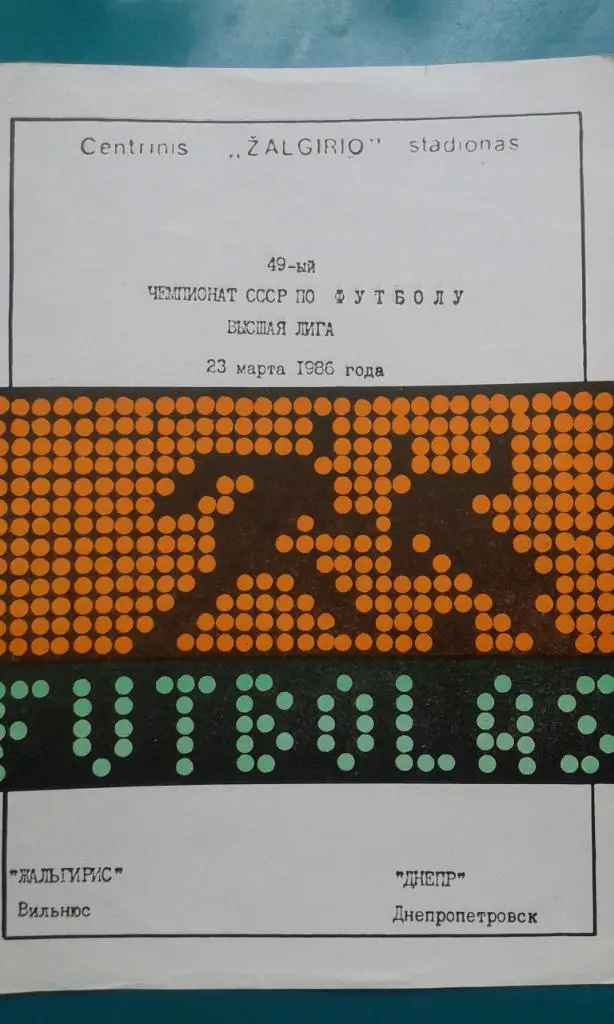 Centrinis „ŽALGIRIO" stadionas
49-ый
ЧЕМПИОНАТ СССР ПО ФУТБОЛУ
ВЫСШАЯ ЛИГА
23 марта 1986 года
FUTBOLAS
"ЖАЛЬГИРИС" "ДНЕПР"
Вильнюс Днепропетровск